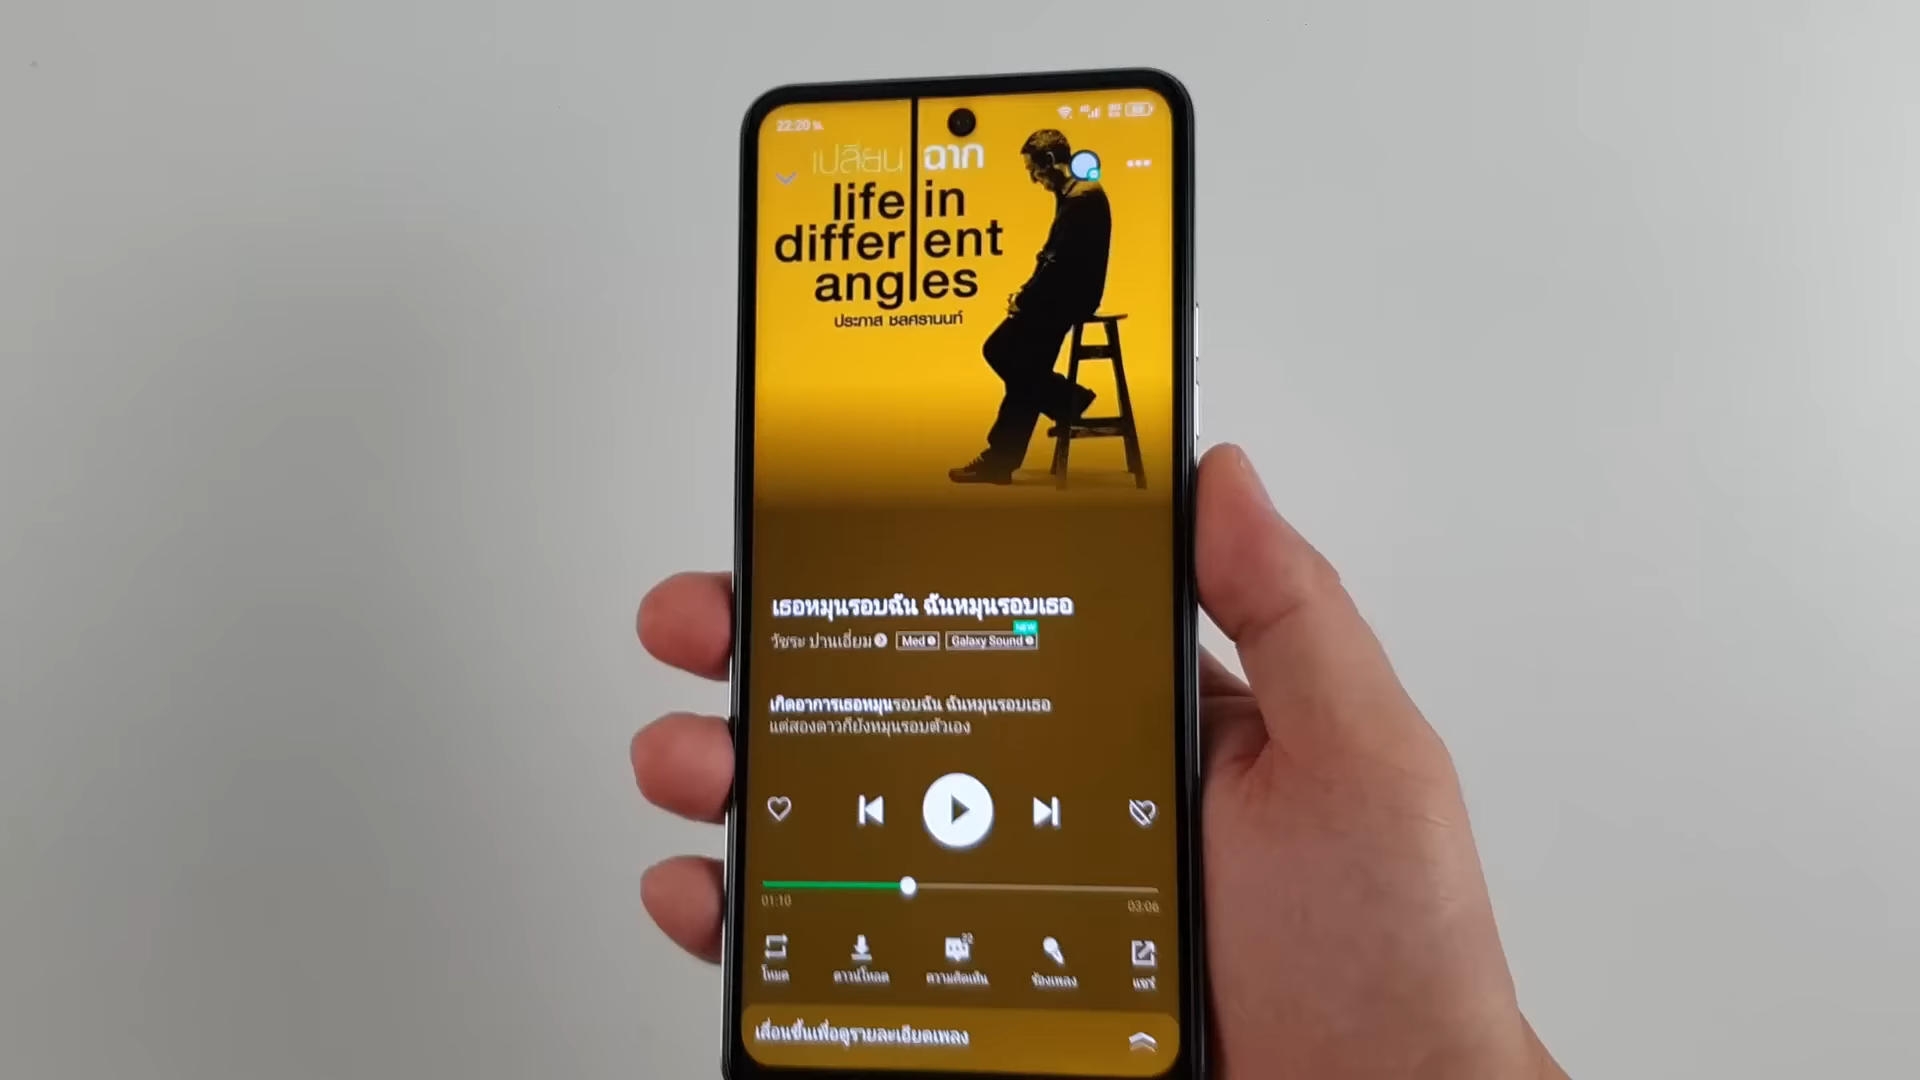 22:20 น.
เปลี่ยน ฉาก
life in
different
angles
ประภาส ชลศรานนท์
เธอหมุนรอบฉัน ฉันหมุนรอบเธอ
NEW
วัชระ ปานเอี่ยม Med Galaxy Sound
เกิดอาการเธอหมุนรอบฉัน ฉันหมุนรอบเธอ
แต่สองดาวก็ยังหมุนรอบตัวเอง
01:10 03:06
22
โหมด ดาวน์โหลด ความคิดเห็น ร้องเพลง แชร์
เลื่อนขึ้นเพื่อดูรายละเอียดเพลง